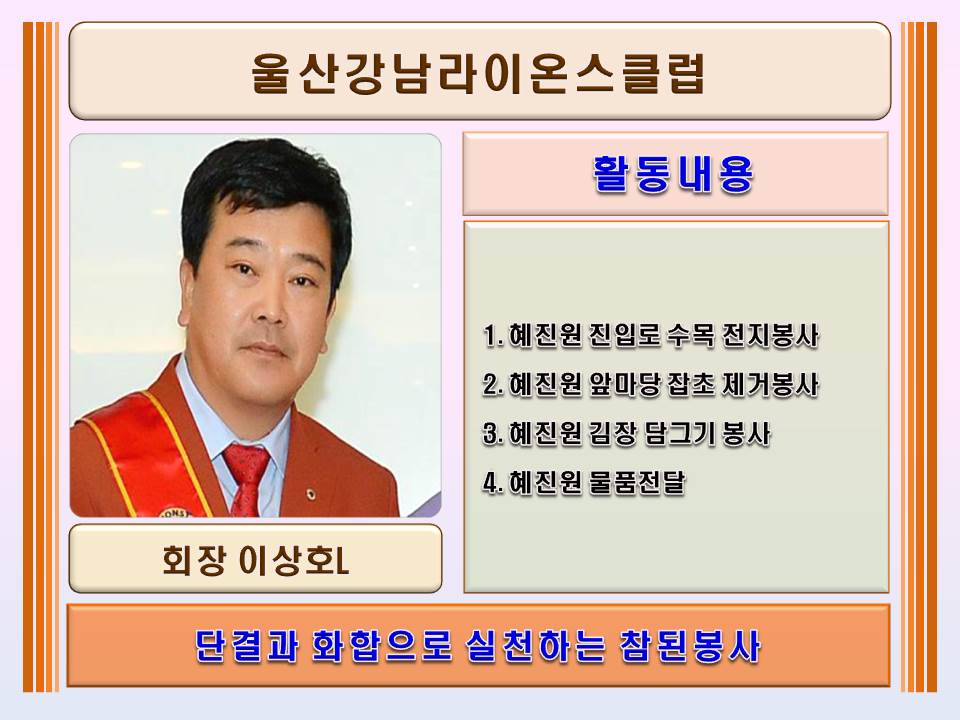 울산강남라이온스클럽
활동내용
1. 혜진원 진입로 수목 전지봉사
2. 혜진원 앞마당 잡초 제거봉사
3. 혜진원 김장 담그기 봉사
4. 혜진원 물품전달
회장 이상호L
단결과 화합으로 실천하는 참된봉사